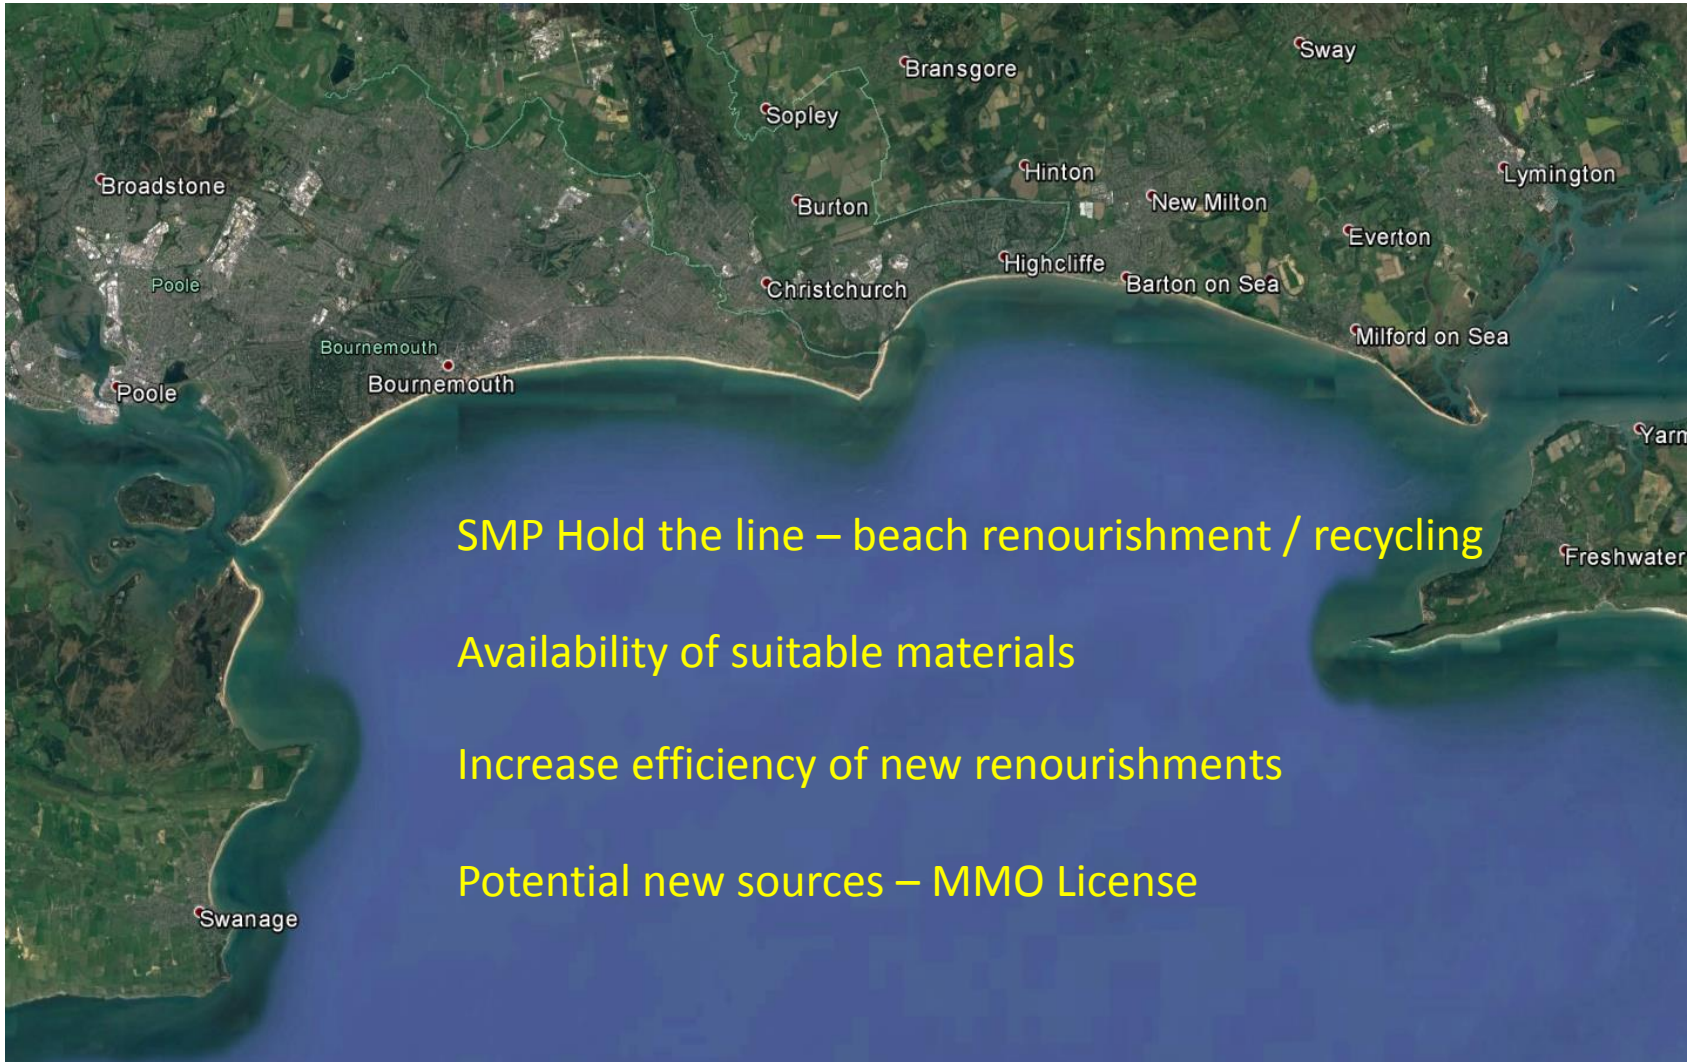 Sway
Bransgore
Sopley
Hinton
Lymington
Broadstone
New Milton
Burton
Everton
Highcliffe
Poole
Christchurch
Barton on Sea
Milford on Sea
Bournemouth
Bournemouth
Poole
Yarm
SMP Hold the line – beach renourishment / recycling
Freshwater
Availability of suitable materials
Increase efficiency of new renourishments
Potential new sources – MMO License
Swanage